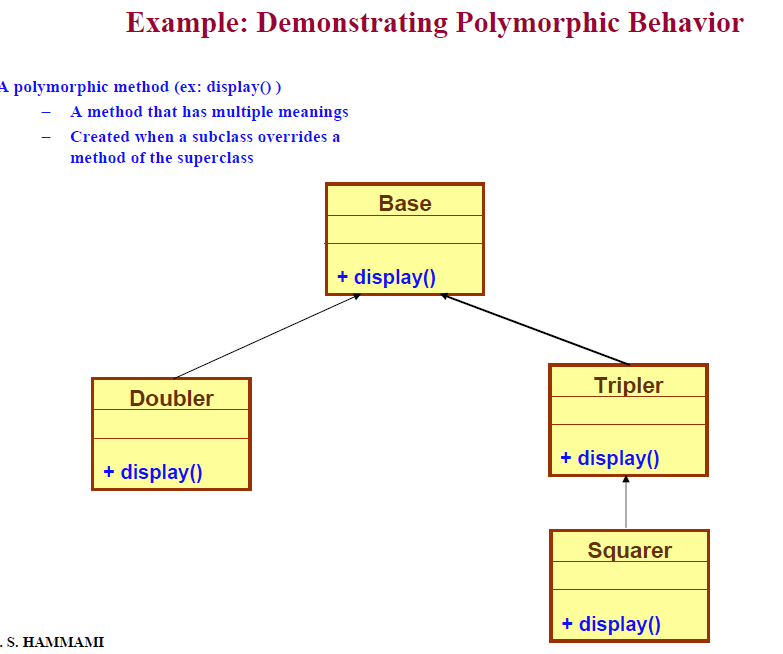 Example: Demonstrating Polymorphic Behavior
A polymorphic method (ex: display() )
– A method that has multiple meanings
– Created when a subclass overrides a
method of the superclass
Base
+ display()
Doubler
+ display()
Tripler
+ display()
Squarer
+ display()
. S. HAMMAMI